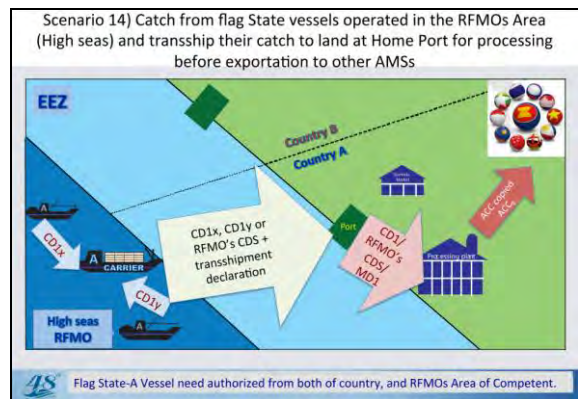 Scenario 14) Catch from flag State vessels operated in the RFMOs Area
(High seas) and transship their catch to land at Home Port for processing
before exportation to other AMSs
EEZ
Country B
Country A
A
CD1x
A
CARRIER
CD1y
A
High seas
RFMO
CD1x, CD1y or
RFMO's CDS +
transshipment
declaration
Port
CD1/
RFMO's
CDS/
MD1
Processing plant
ACC copied
Flag State-A Vessel need authorized from both of country, and RFMOs Area of Competent.